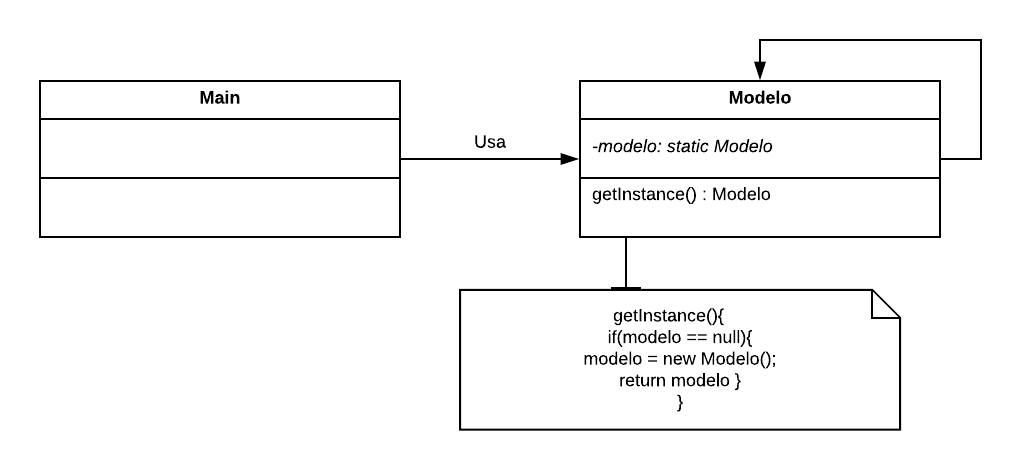 Main
Usa
Modelo
-modelo: static Modelo
getInstance() : Modelo
getInstance(){
if(modelo == null){
modelo = new Modelo();
return modelo }
}